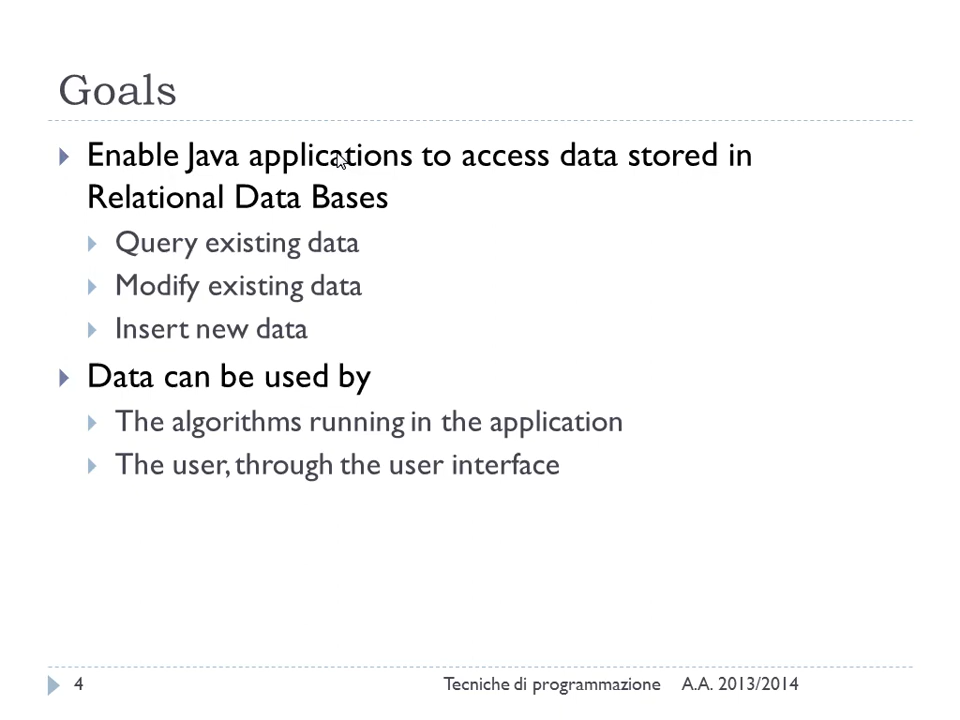 Goals
Enable Java applications to access data stored in
Relational Data Bases
Query existing data
Modify existing data
Insert new data
Data can be used by
The algorithms running in the application
The user, through the user interface
4 Tecniche di programmazione A.A. 2013/2014